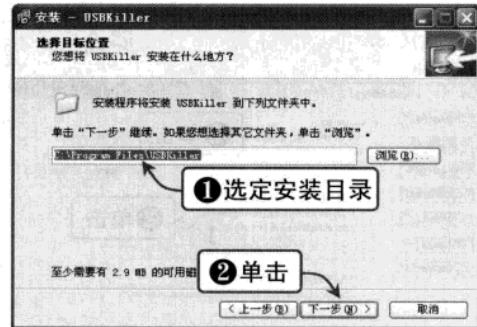 安装 - USBKiller
选择目标位置
您想将 USBKiller 安装在什么地方?
安装程序将安装 USBKiller 到下列文件夹中。
单击“下一步”继续。如果您想选择其它文件夹，单击“浏览”。
\Program Files\USBKiller
浏览(R)...
❶选定安装目录
至少需要有 2.9 MB 的可用磁
❷单击
<上一步(B)
下一步(N)>
取消